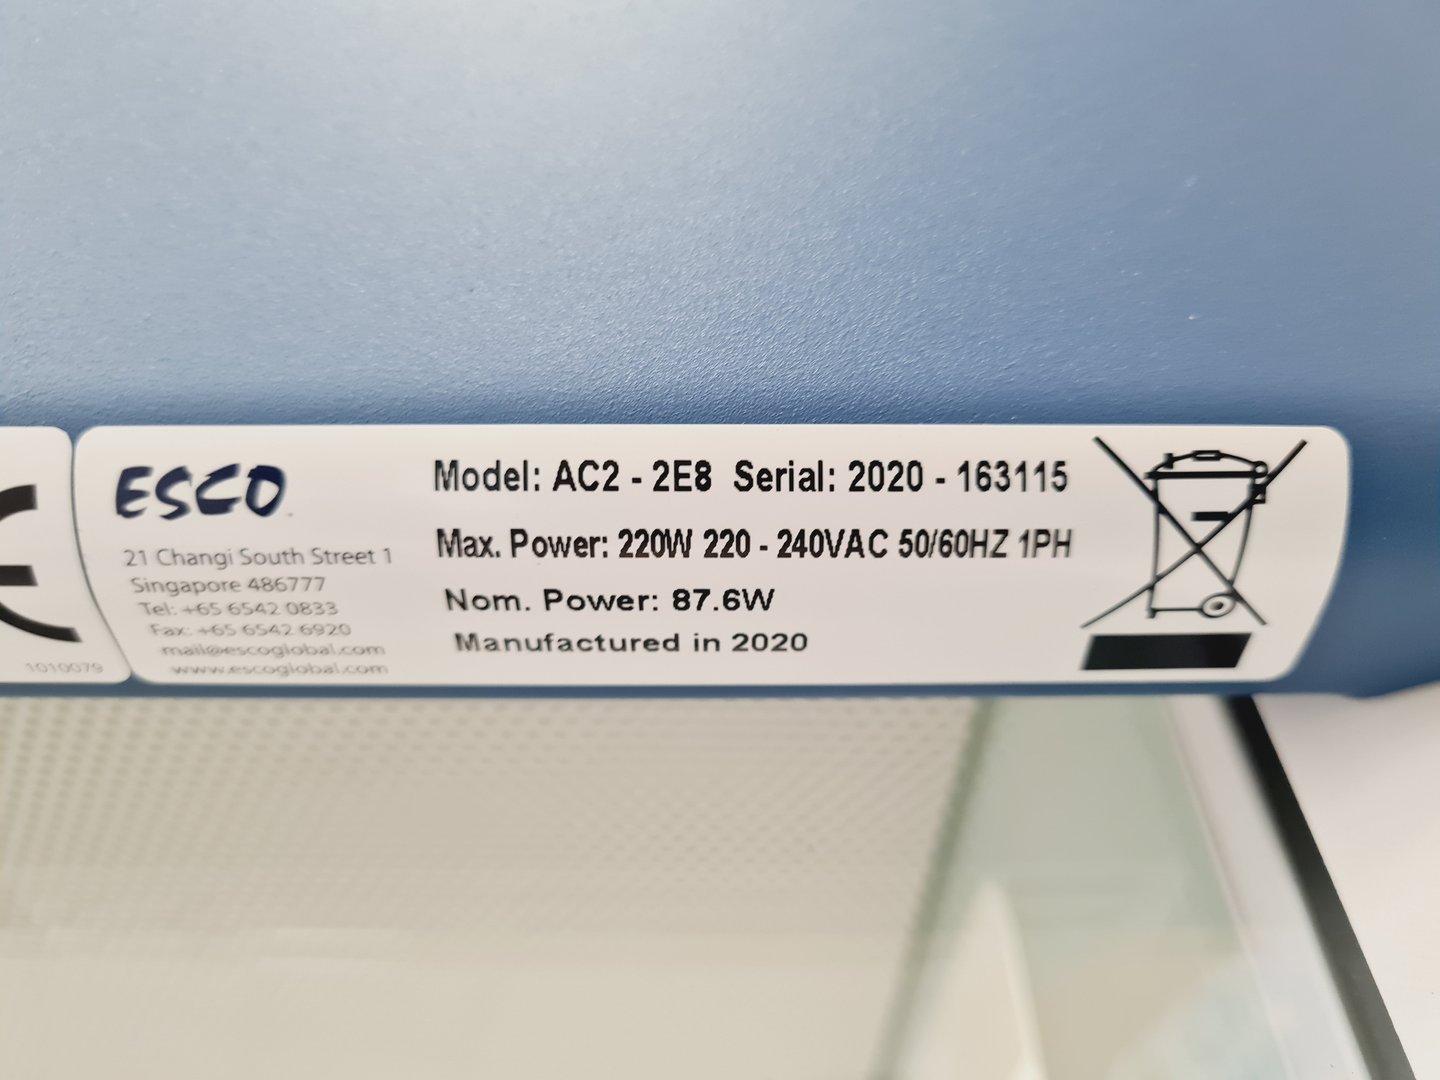 ESCO
21 Changi South Street 1
Singapore 486777
Tel: +65 6542 0833
Fax: +65 6542 6920
mail@escoglobal.com
www.escoglobal.com
Model: AC2 - 2E8 Serial: 2020 - 163115
Max. Power: 220W 220 - 240VAC 50/60HZ 1PH
Nom. Power: 87.6W
Manufactured in 2020
1010079